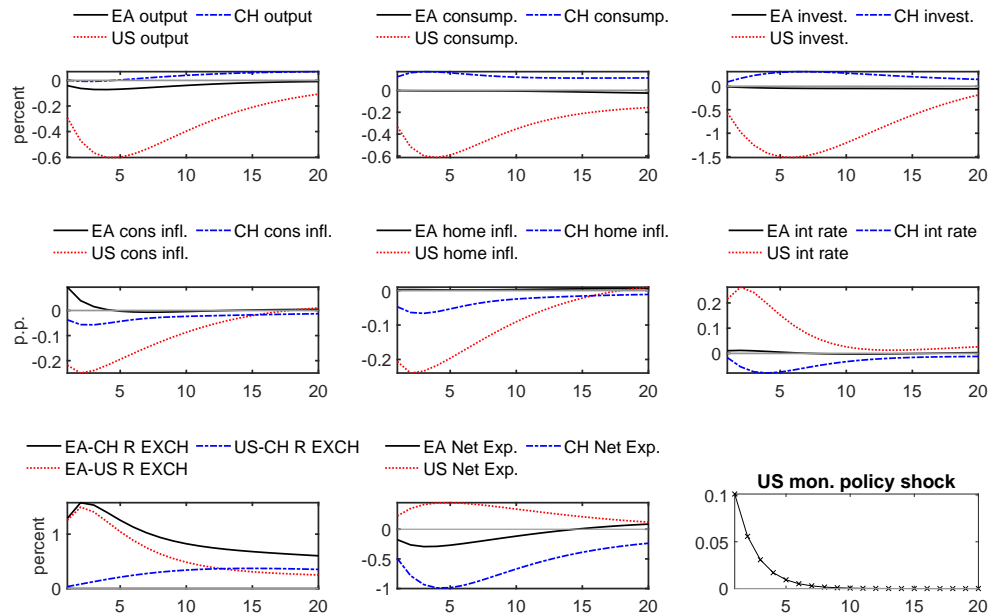 EA output CH output
US output
EA consump. CH consump.
US consump.
EA invest. CH invest.
US invest.
percent
0
-0.2
-0.4
-0.6
5 10 15 20
0
-0.2
-0.4
-0.6
5 10 15 20
0
-0.5
-1
-1.5
5 10 15 20
EA cons infl. CH cons infl.
US cons infl.
EA home infl. CH home infl.
US home infl.
EA int rate CH int rate
US int rate
p.p.
0
-0.1
-0.2
5 10 15 20
0
-0.1
-0.2
5 10 15 20
0.2
0.1
0
5 10 15 20
EA-CH R EXCH US-CH R EXCH
EA-US R EXCH
EA Net Exp. CH Net Exp.
US Net Exp.
US mon. policy shock
percent
1
0
5 10 15 20
0
-0.5
-1
5 10 15 20
0.1
0.05
0
5 10 15 20